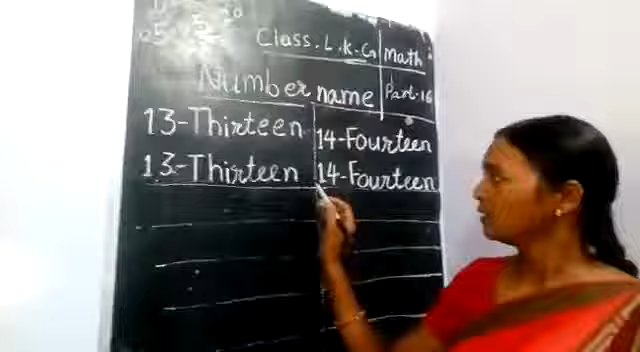 Class. L.K.G Math
Number name Part-16
13-Thirteen 14-Fourteen
13-Thirteen 14-Fourteen